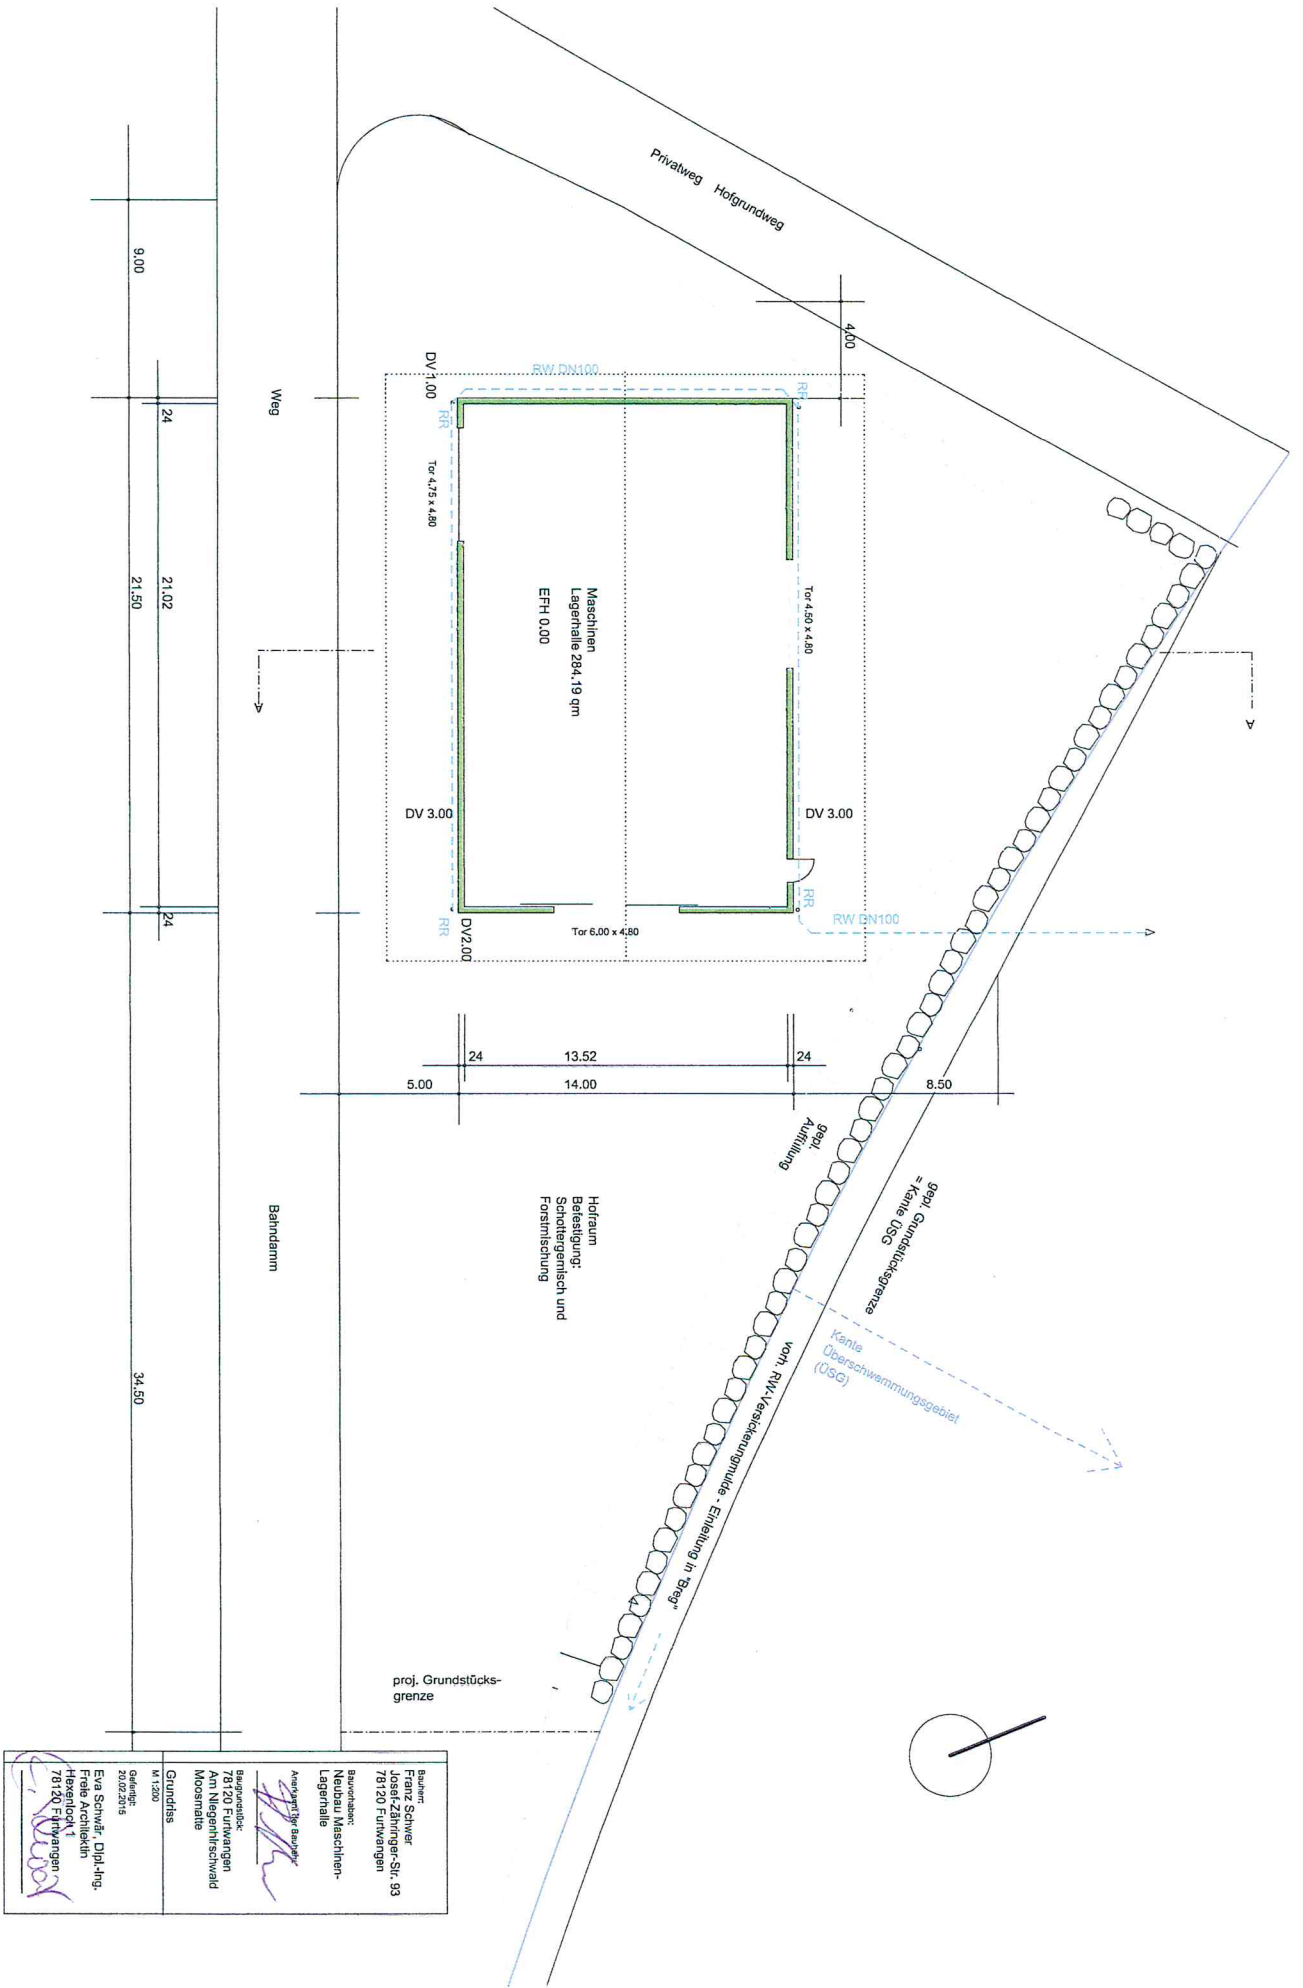 Privatweg Hofgrundweg
4.00
9.00
24
21.02
21.50
24
34.50
Weg
Bahndamm
DV 1.00
RW DN100
RR
RR
Tor 4.75 x 4.80
Tor 4.50 x 4.80
Maschinen
Lagerhalle 284.19 qm
EFH 0.00
A
A
DV 3.00
DV 3.00
RR
RR
DV2.00
Tor 6.00 x 4.80
RW DN100
24
13.52
24
5.00
14.00
8.50
gepl.
Auffüllung
gepl. Grundstücksgrenze
= Kante ÜSG
Hofraum
Befestigung:
Schottergemisch und
Forstmischung
Kante
Überschwemmungsgebiet
(ÜSG)
vorh. RW-Versickerungmulde - Einleitung in "Breg"
proj. Grundstücks-
grenze
Bauherr:
Franz Schwer
Josef-Zähringer-Str. 93
78120 Furtwangen
Bauvorhaben:
Neubau Maschinen-
Lagerhalle
Anerkannt Der Bauherr:
Baugrundstück:
78120 Furtwangen
Am Niegenhirschwald
Moosmatte
Grundriss
M 1:200
Gefertigt:
20.02.2015
Eva Schwär, Dipl.-Ing.
Freie Architektin
Hexenloch 1
78120 Furtwangen